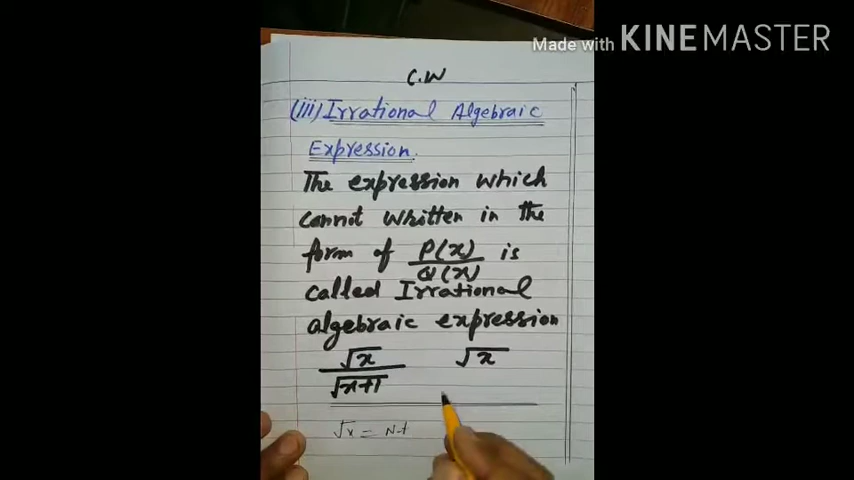 Made with KINEMASTER
C.W
(iii) Irrational Algebraic
Expression.
The expression which
cannot written in the
form of P(x)/Q(x) is
called Irrational
algebraic expression
√x/√x+1 √x
√x = Nt